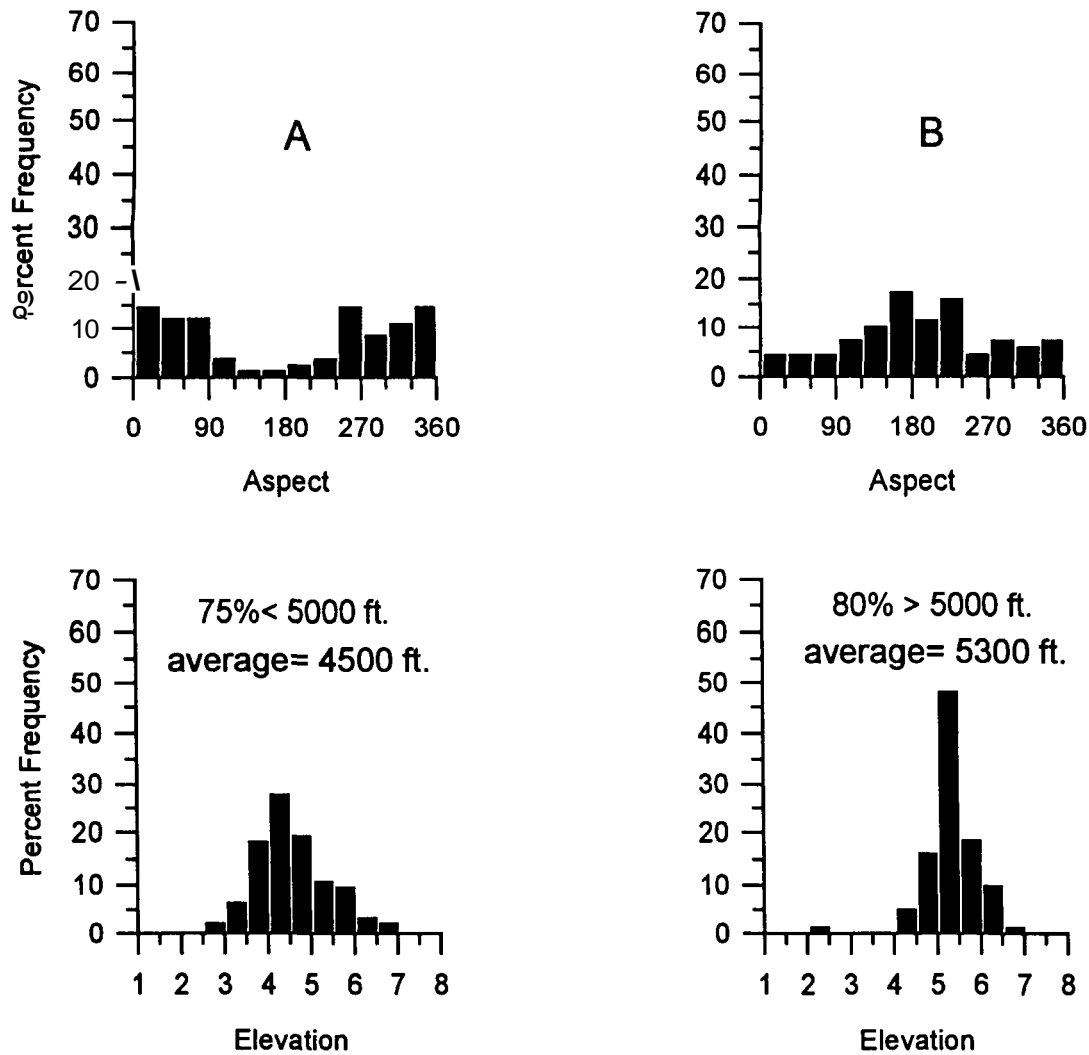 70
60
50
40
30
20
10
0
Percent Frequency
A
0 90 180 270 360
Aspect
70
60
50
40
30
20
10
0
B
0 90 180 270 360
Aspect
70
60
50
40
30
20
10
0
Percent Frequency
75%< 5000 ft.
average= 4500 ft.
1 2 3 4 5 6 7 8
Elevation
70
60
50
40
30
20
10
0
80% > 5000 ft.
average= 5300 ft.
1 2 3 4 5 6 7 8
Elevation